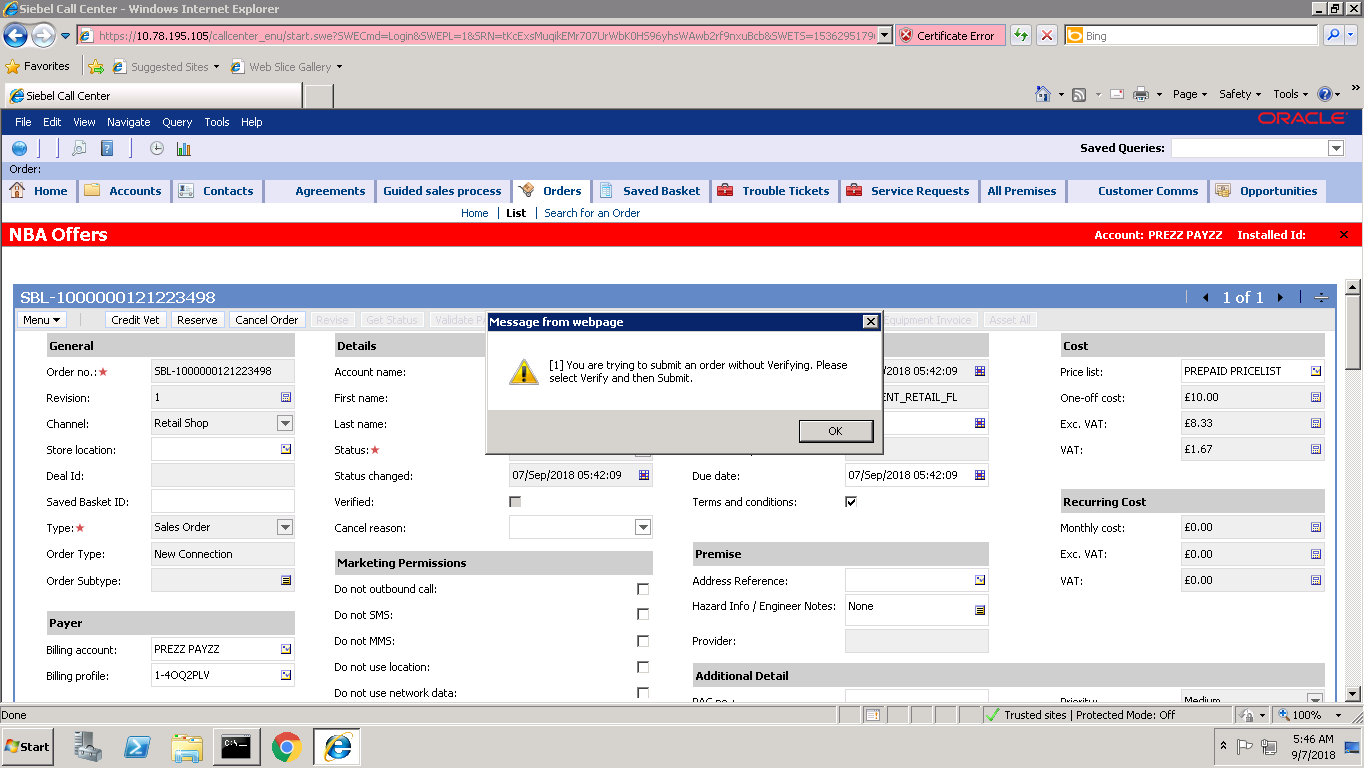 Siebel Call Center - Windows Internet Explorer
https://10.78.195.105/callcenter_enu/start.swe?SWECmd=Login&SWEPL=1&SRN=tKcExsMuqikEMr707UrWbK0HS96yhsWAwb2rf9nxuBcb&SWETS=1536295179 Certificate Error Bing
Favorites Suggested Sites Web Slice Gallery
Siebel Call Center Page Safety Tools
File Edit View Navigate Query Tools Help ORACLE
Saved Queries:
Order:
Home Accounts Contacts Agreements Guided sales process Orders Saved Basket Trouble Tickets Service Requests All Premises Customer Comms Opportunities
Home List Search for an Order
NBA Offers Account: PREZZ PAYZZ Installed Id:
SBL-1000000121223498 1 of 1
Menu Credit Vet Reserve Cancel Order Revise Get Status Validate Equipment Invoice Asset All
Message from webpage
[1] You are trying to submit an order without Verifying. Please
select Verify and then Submit.
OK
General Details Cost
Order no.: SBL-1000000121223498 Account name: /2018 05:42:09 Price list: PREPAID PRICELIST
Revision: 1 First name: ENT_RETAIL_FL One-off cost: £10.00
Channel: Retail Shop Last name: Exc. VAT: £8.33
Store location: Status: VAT: £1.67
Deal Id: Status changed: 07/Sep/2018 05:42:09 Due date: 07/Sep/2018 05:42:09
Saved Basket ID: Verified: Terms and conditions: Recurring Cost
Type: Sales Order Cancel reason: Monthly cost: £0.00
Order Type: New Connection Marketing Permissions Premise Exc. VAT: £0.00
Order Subtype: Do not outbound call: Address Reference: VAT: £0.00
Payer Do not SMS: Hazard Info / Engineer Notes: None
Billing account: PREZZ PAYZZ Do not MMS: Provider:
Billing profile: 1-4OQ2PLV Do not use location: Additional Detail
Do not use network data: PAC no.: Priority: Medium
Done Trusted sites | Protected Mode: Off 100%
Start 5:46 AM
9/7/2018